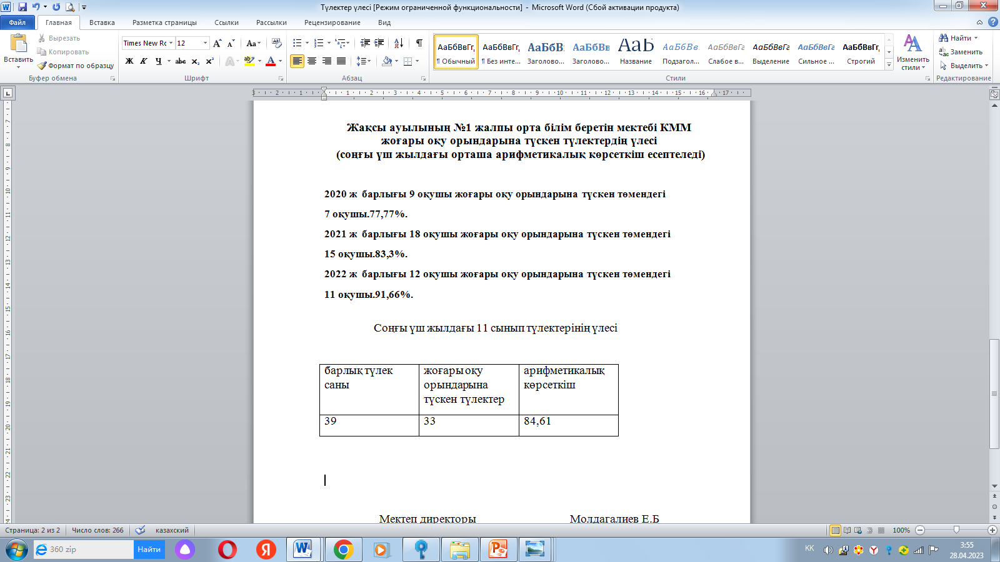 Түлектер үлесі [Режим ограниченной функциональности] - Microsoft Word (Сбой активации продукта)
Файл Главная Вставка Разметка страницы Ссылки Рассылки Рецензирование Вид
Вставить
Вырезать
Копировать
Формат по образцу
Буфер обмена
Times New Rc 12
Шрифт
Абзац
АаБбВвГг, АаБбВвГг, АаБбВ АаБбВв АаБ АаБбВв. АаБбВвГг АаБбВвГг АаБбВвГг АаБбВвГг,
¶ Обычный ¶ Без инте... Заголово... Заголово... Название Подзагол... Слабое в... Выделение Сильное ... Строгий
Стили
Изменить стили
Найти
Заменить
Выделить
Редактирование
Жақсы ауылының №1 жалпы орта білім беретін мектебі КММ
жоғары оқу орындарына түскен түлектердің үлесі
(соңғы үш жылдағы орташа арифметикалық көрсеткіш есептеледі)
2020 ж барлығы 9 оқушы жоғары оқу орындарына түскен төмендегі
7 оқушы.77,77%.
2021 ж барлығы 18 оқушы жоғары оқу орындарына түскен төмендегі
15 оқушы.83,3%.
2022 ж барлығы 12 оқушы жоғары оқу орындарына түскен төмендегі
11 оқушы.91,66%.
Соңғы үш жылдағы 11 сынып түлектерінің үлесі
барлық түлек саны
жоғары оқу орындарына түскен түлектер
арифметикалық көрсеткіш
39 33 84,61
Мектеп директоры Молдагалиев Е.Б
Страница: 2 из 2 Число слов: 266 казахский 100%
360 zip Найти
KK
3:55
28.04.2023